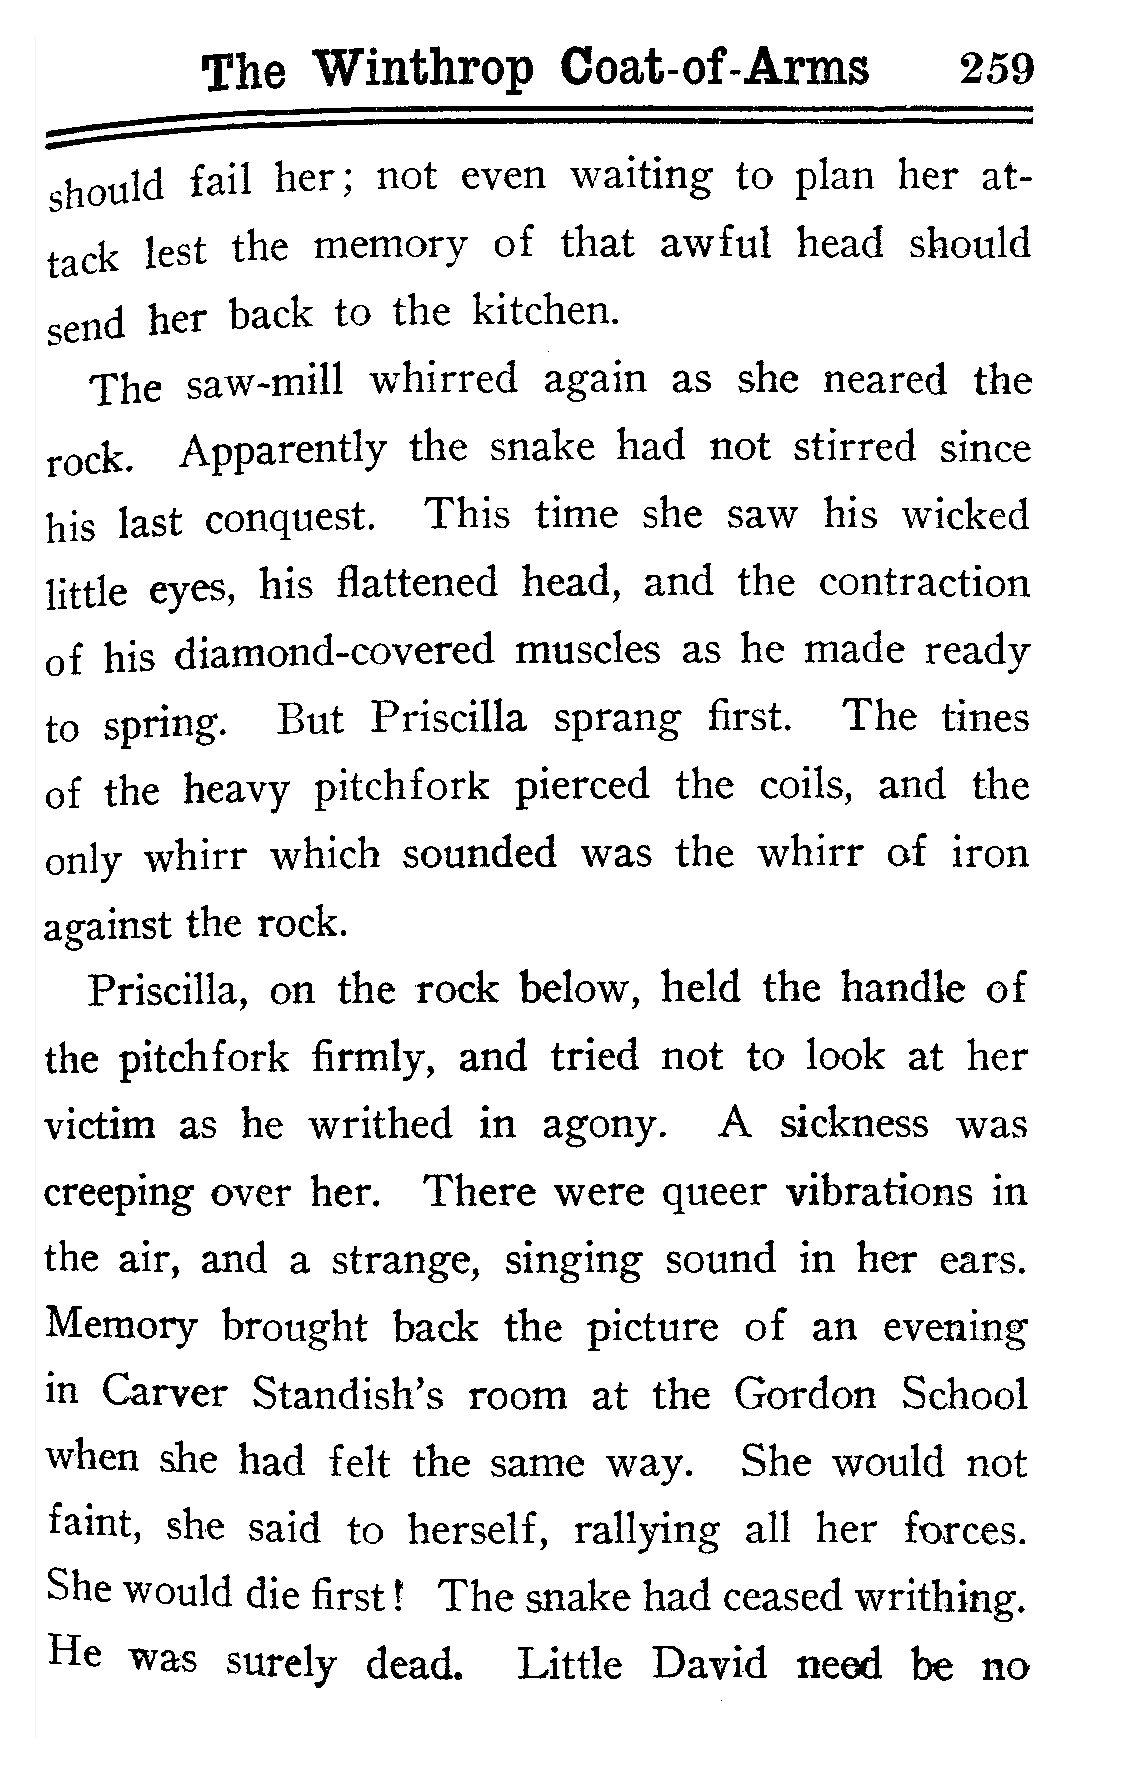 The Winthrop Coat-of-Arms 259
should fail her; not even waiting to plan her at-
tack lest the memory of that awful head should
send her back to the kitchen.
The saw-mill whirred again as she neared the
rock. Apparently the snake had not stirred since
his last conquest. This time she saw his wicked
little eyes, his flattened head, and the contraction
of his diamond-covered muscles as he made ready
to spring. But Priscilla sprang first. The tines
of the heavy pitchfork pierced the coils, and the
only whirr which sounded was the whirr of iron
against the rock.
Priscilla, on the rock below, held the handle of
the pitchfork firmly, and tried not to look at her
victim as he writhed in agony. A sickness was
creeping over her. There were queer vibrations in
the air, and a strange, singing sound in her ears.
Memory brought back the picture of an evening
in Carver Standish's room at the Gordon School
when she had felt the same way. She would not
faint, she said to herself, rallying all her forces.
She would die first! The snake had ceased writhing.
He was surely dead. Little David need be no